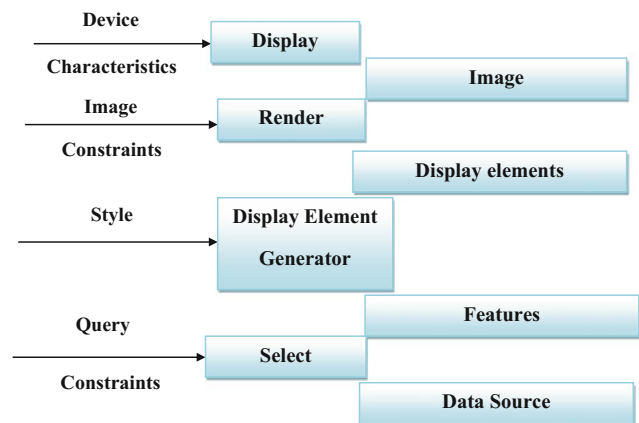 Device
Characteristics
Display
Image
Image
Constraints
Render
Display elements
Style
Display Element
Generator
Features
Query
Constraints
Select
Data Source